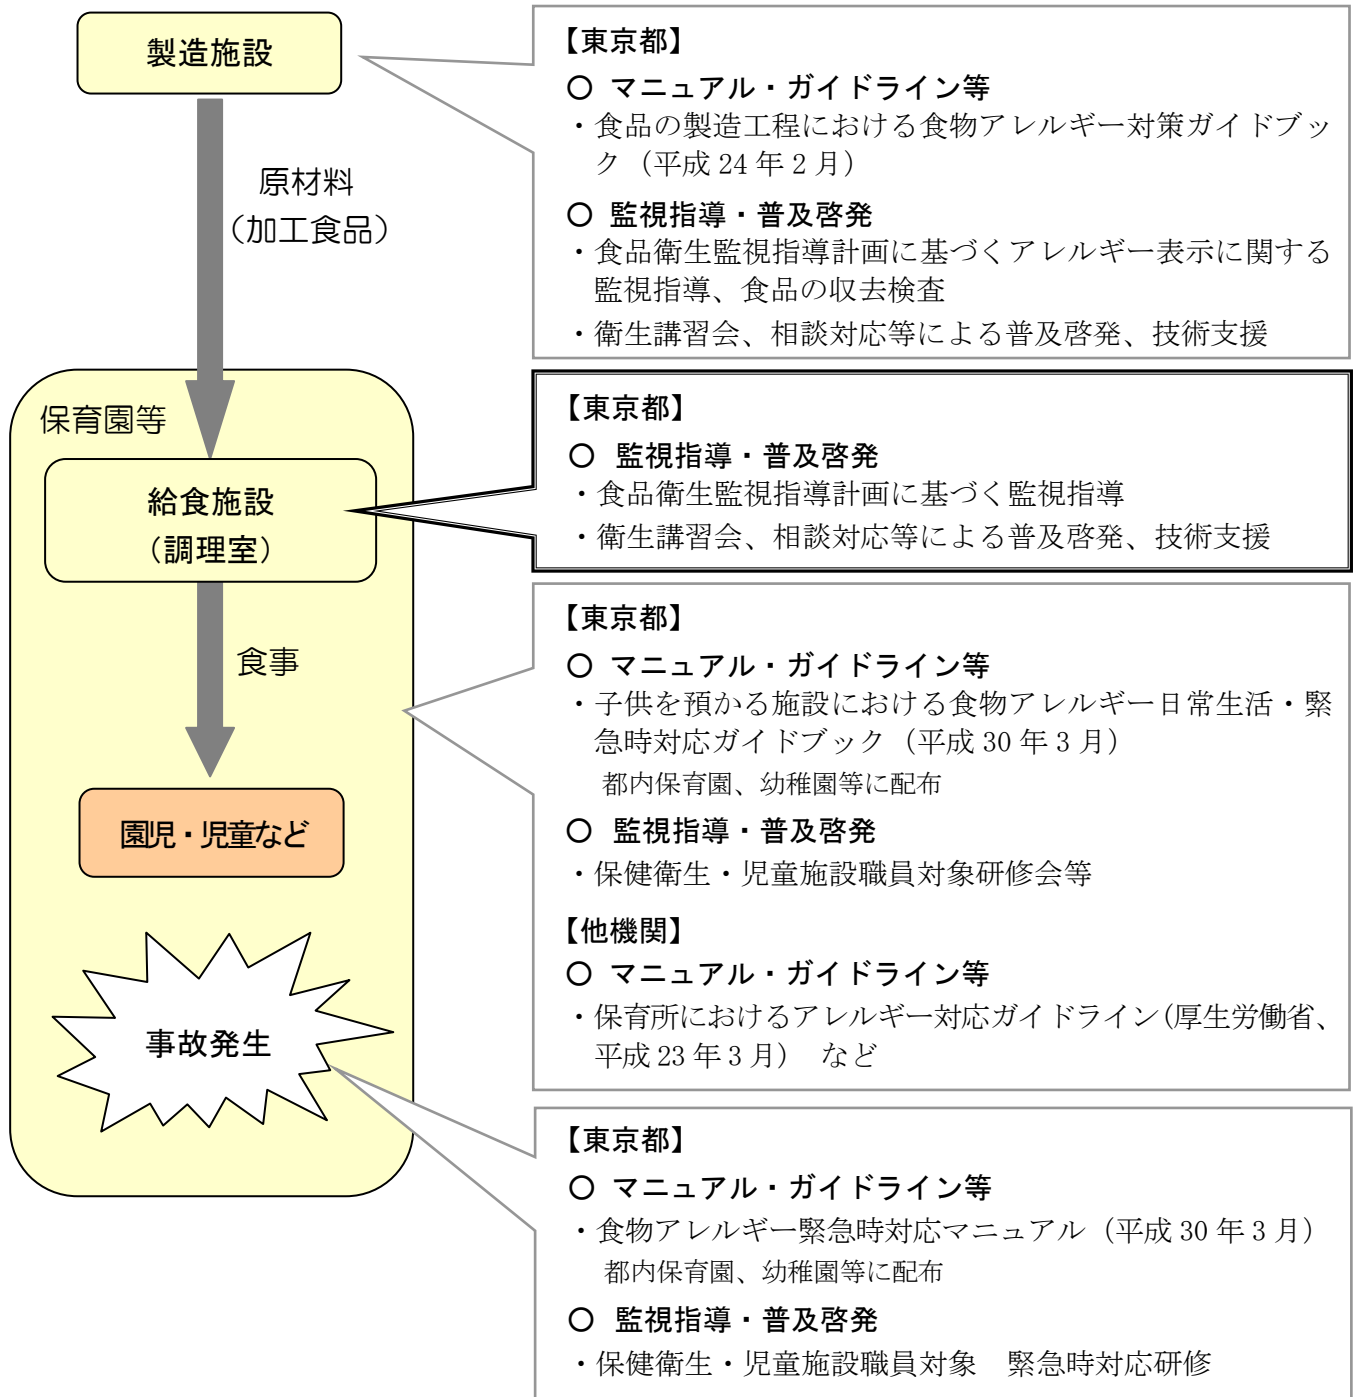 製造施設
原材料
（加工食品）
保育園等
給食施設
（調理室）
食事
園児・児童など
事故発生
【東京都】
○ マニュアル・ガイドライン等
・食品の製造工程における食物アレルギー対策ガイドブッ
ク（平成 24 年 2 月）
○ 監視指導・普及啓発
・食品衛生監視指導計画に基づくアレルギー表示に関する
監視指導、食品の収去検査
・衛生講習会、相談対応等による普及啓発、技術支援
【東京都】
○ 監視指導・普及啓発
・食品衛生監視指導計画に基づく監視指導
・衛生講習会、相談対応等による普及啓発、技術支援
【東京都】
○ マニュアル・ガイドライン等
・子供を預かる施設における食物アレルギー日常生活・緊
急時対応ガイドブック（平成 30 年 3 月）
都内保育園、幼稚園等に配布
○ 監視指導・普及啓発
・保健衛生・児童施設職員対象研修会等
【他機関】
○ マニュアル・ガイドライン等
・保育所におけるアレルギー対応ガイドライン（厚生労働省、
平成 23 年 3 月） など
【東京都】
○ マニュアル・ガイドライン等
・食物アレルギー緊急時対応マニュアル（平成 30 年 3 月）
都内保育園、幼稚園等に配布
○ 監視指導・普及啓発
・保健衛生・児童施設職員対象　緊急時対応研修